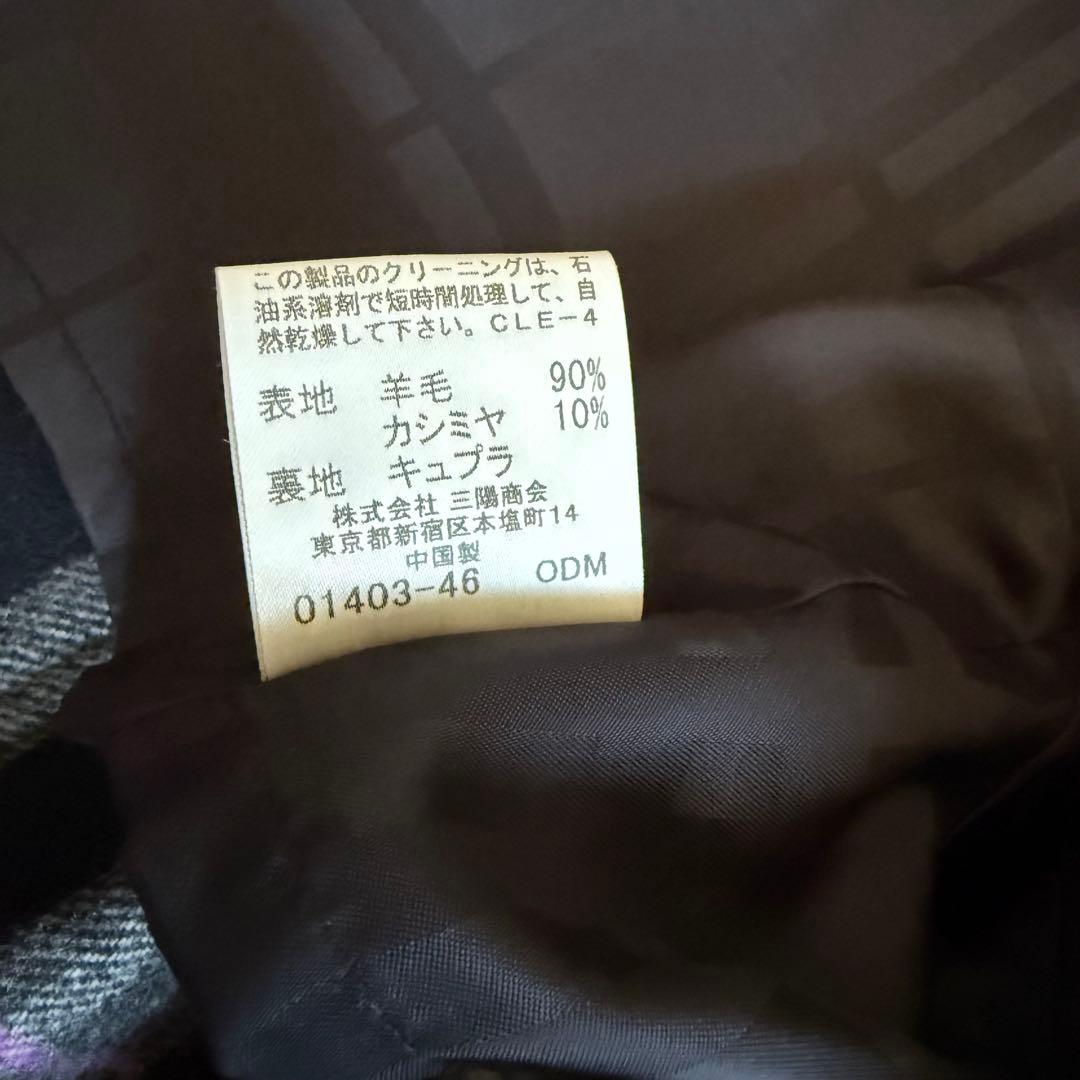 この製品のクリーニングは、石
油系溶剤で短時間処理して、自
然乾燥して下さい。CLE-4
表地 羊毛 90%
カシミヤ 10%
裏地 キュプラ
株式会社 三陽商会
東京都新宿区本塩町14
中国製
01403-46 ODM